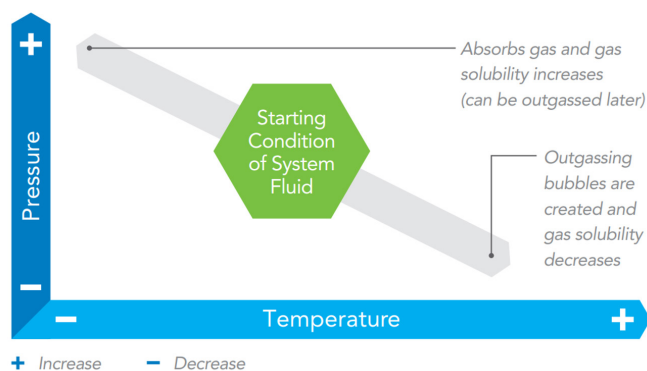 +
Absorbs gas and gas
solubility increases
(can be outgassed later)
Starting
Condition
of System
Fluid
Outgassing
bubbles are
created and
gas solubility
decreases
Pressure
−
− Temperature +
+ Increase − Decrease